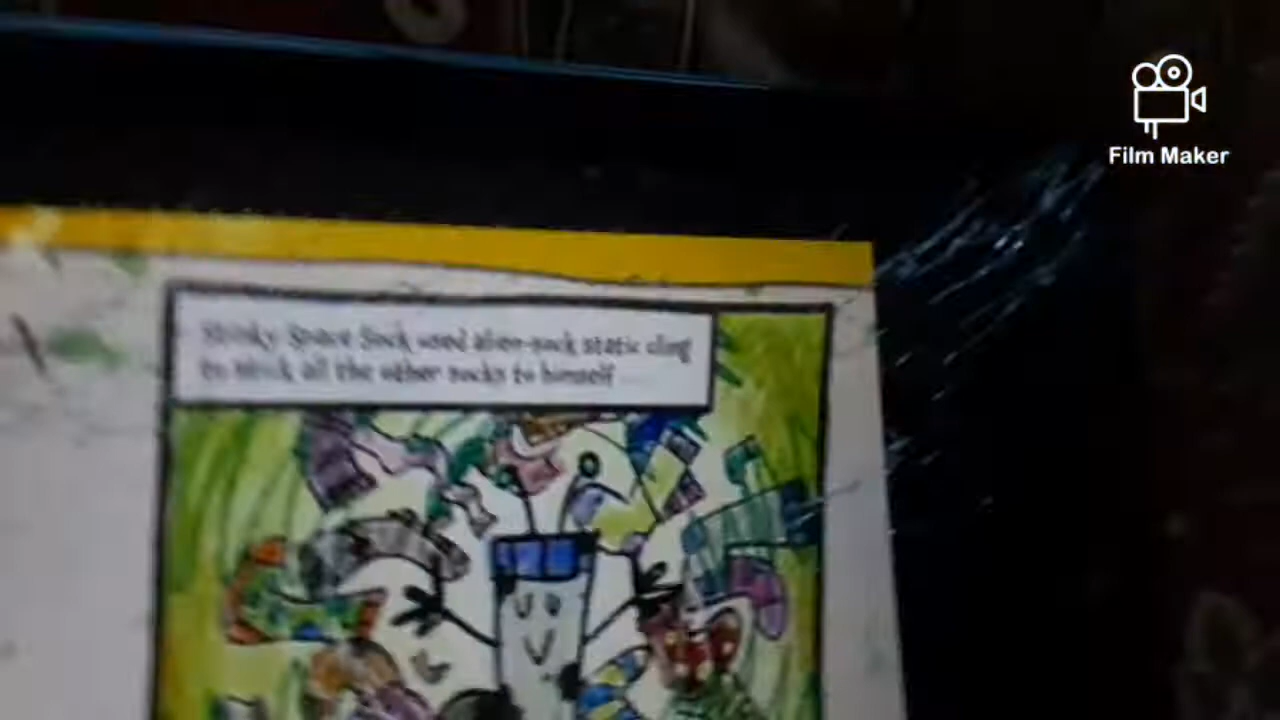 Film Maker
Stinky Space Sock used alien-sock static cling
to stick all the other socks to himself ...